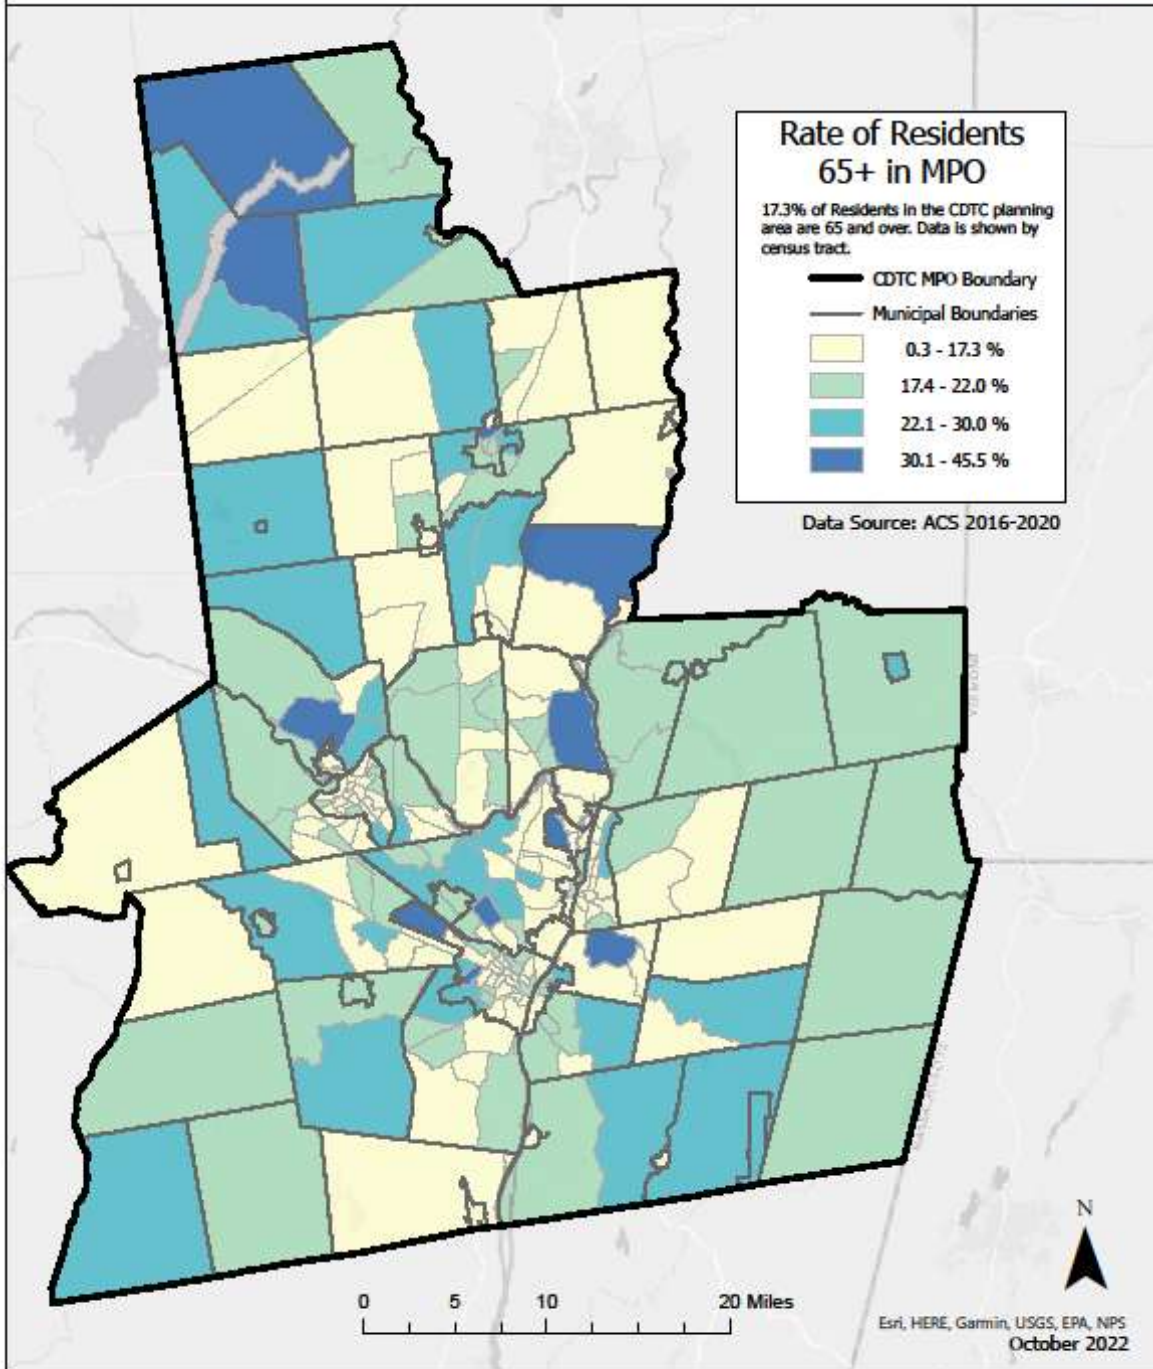 Rate of Residents
65+ in MPO
17.3% of Residents in the CDTC planning
area are 65 and over. Data is shown by
census tract.
CDTC MPO Boundary
Municipal Boundaries
0.3 - 17.3 %
17.4 - 22.0 %
22.1 - 30.0 %
30.1 - 45.5 %
Data Source: ACS 2016-2020
N
0 5 10 20 Miles
Esri, HERE, Garmin, USGS, EPA, NPS
October 2022